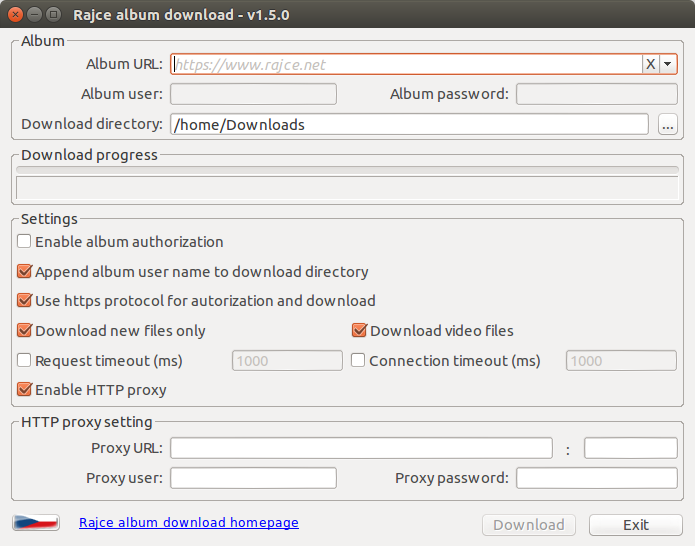 Rajce album download - v1.5.0
Album
Album URL: https://www.rajce.net X
Album user: Album password:
Download directory: /home/Downloads ...
Download progress
Settings
Enable album authorization
Append album user name to download directory
Use https protocol for autorization and download
Download new files only Download video files
Request timeout (ms) 1000 Connection timeout (ms) 1000
Enable HTTP proxy
HTTP proxy setting
Proxy URL: :
Proxy user: Proxy password:
Rajce album download homepage Download Exit